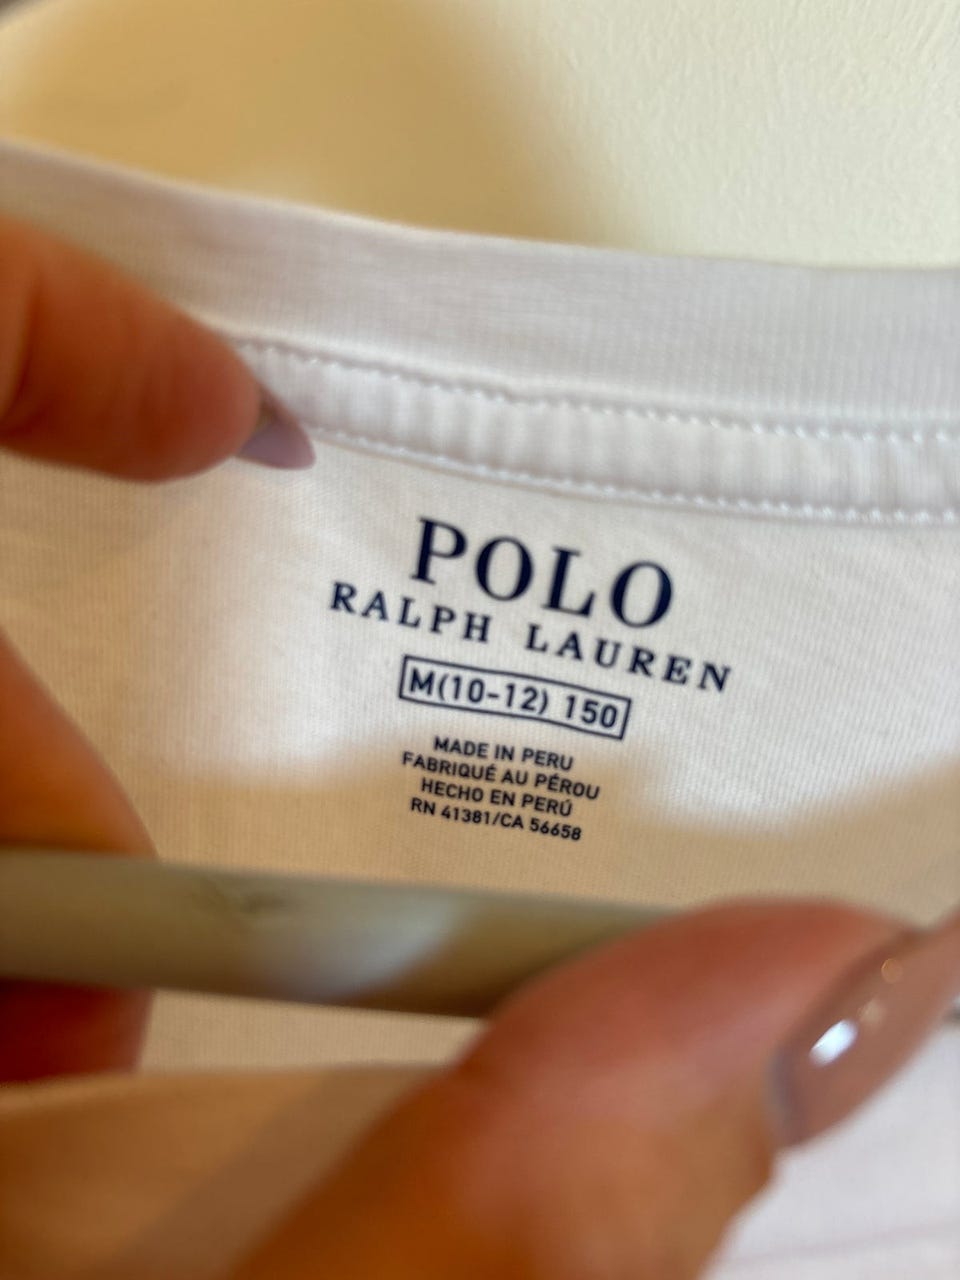 POLO
RALPH LAUREN
M(10-12) 150
MADE IN PERU
FABRIQUÉ AU PÉROU
HECHO EN PERÚ
RN 41381/CA 56658